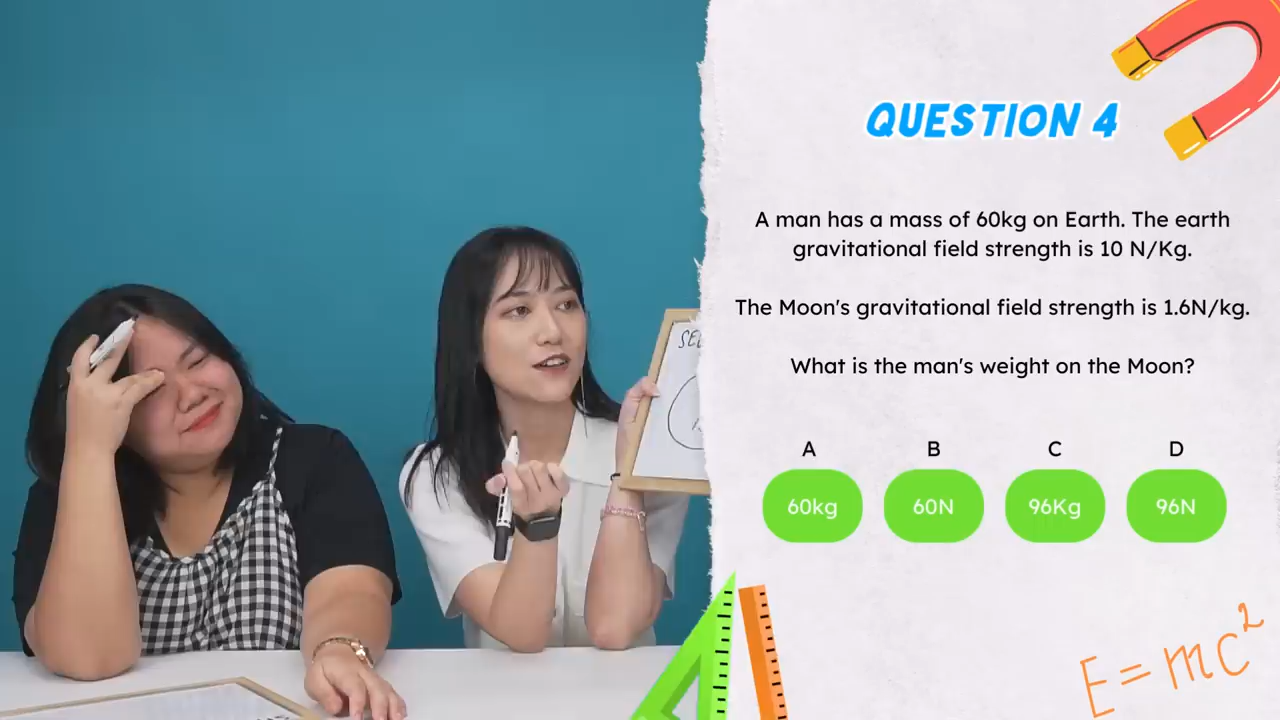 QUESTION 4
A man has a mass of 60kg on Earth. The earth
gravitational field strength is 10 N/Kg.
The Moon's gravitational field strength is 1.6N/kg.
What is the man's weight on the Moon?
A B C D
60kg 60N 96Kg 96N
E=mc²